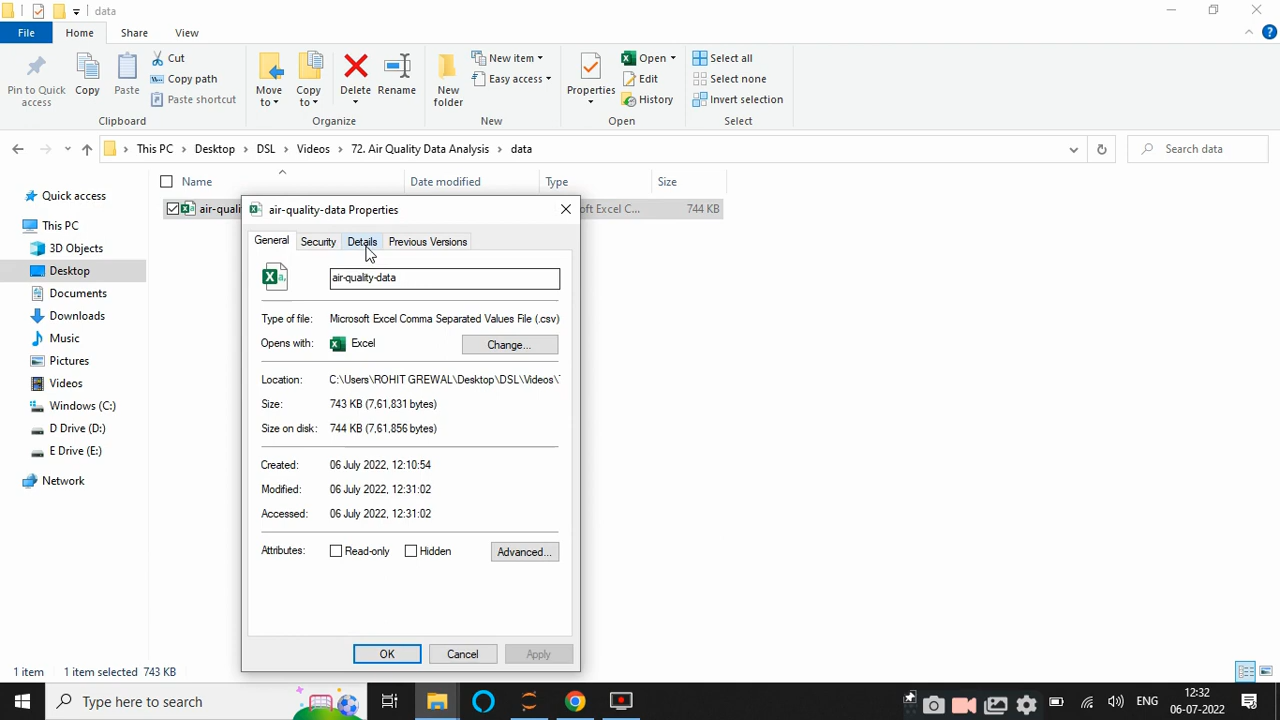 data
File Home Share View
Pin to Quick access
Copy
Paste
Cut
Copy path
Paste shortcut
Clipboard
Move to
Copy to
Delete
Rename
Organize
New folder
New item
Easy access
New
Properties
Open
Edit
History
Open
Select all
Select none
Invert selection
Select
This PC Desktop DSL Videos 72. Air Quality Data Analysis data
Search data
Name Date modified Type Size
744 KB
Quick access
This PC
3D Objects
Desktop
Documents
Downloads
Music
Pictures
Videos
Windows (C:)
D Drive (D:)
E Drive (E:)
Network
air-quality-data Properties
General Security Details Previous Versions
air-quality-data
Type of file: Microsoft Excel Comma Separated Values File (.csv)
Opens with: Excel Change...
Location: C:\Users\ROHIT GREWAL\Desktop\DSL\Videos\
Size: 743 KB (7,61,831 bytes)
Size on disk: 744 KB (7,61,856 bytes)
Created: 06 July 2022, 12:10:54
Modified: 06 July 2022, 12:31:02
Accessed: 06 July 2022, 12:31:02
Attributes: Read-only Hidden Advanced...
OK Cancel Apply
1 item 1 item selected 743 KB
Type here to search
ENG
12:32
06-07-2022